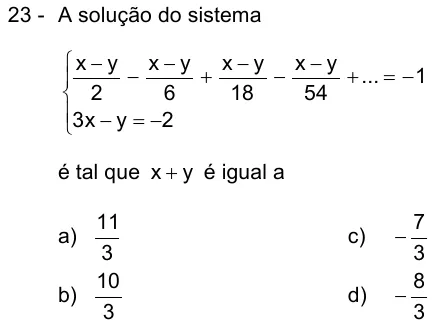 23 - A solução do sistema
{ (x – y)/2 – (x – y)/6 + (x – y)/18 – (x – y)/54 + ... = –1
3x – y = –2
é tal que x + y é igual a
a) 11/3
c) – 7/3
b) 10/3
d) – 8/3